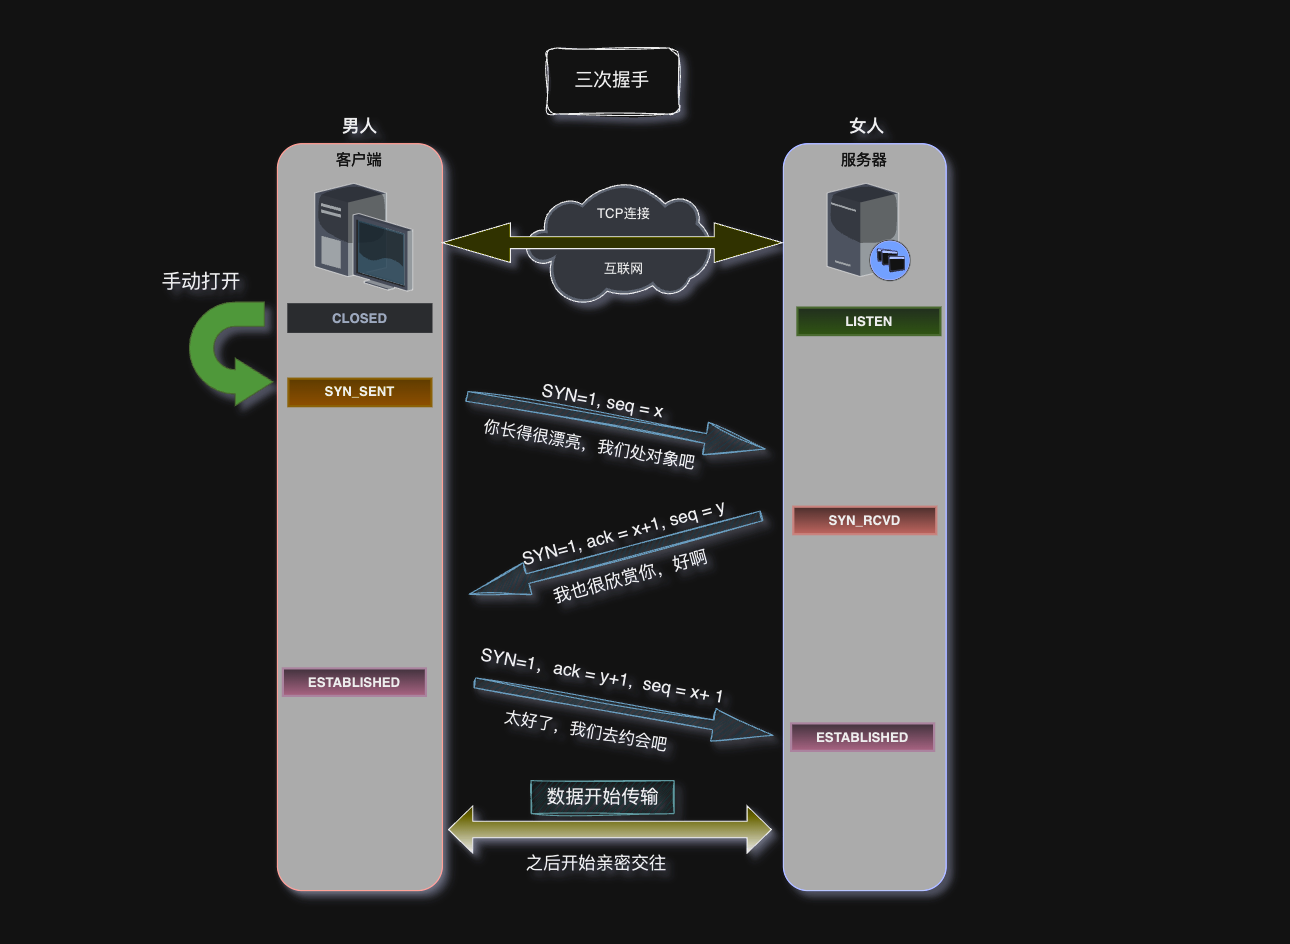 三次握手
男人
女人
客户端
服务器
TCP连接
互联网
手动打开
CLOSED
LISTEN
SYN_SENT
SYN=1, seq = x
你长得很漂亮，我们处对象吧
SYN_RCVD
SYN=1, ack = x+1, seq = y
我也很欣赏你，好啊
ESTABLISHED
SYN=1，ack = y+1，seq = x+ 1
太好了，我们去约会吧
ESTABLISHED
数据开始传输
之后开始亲密交往